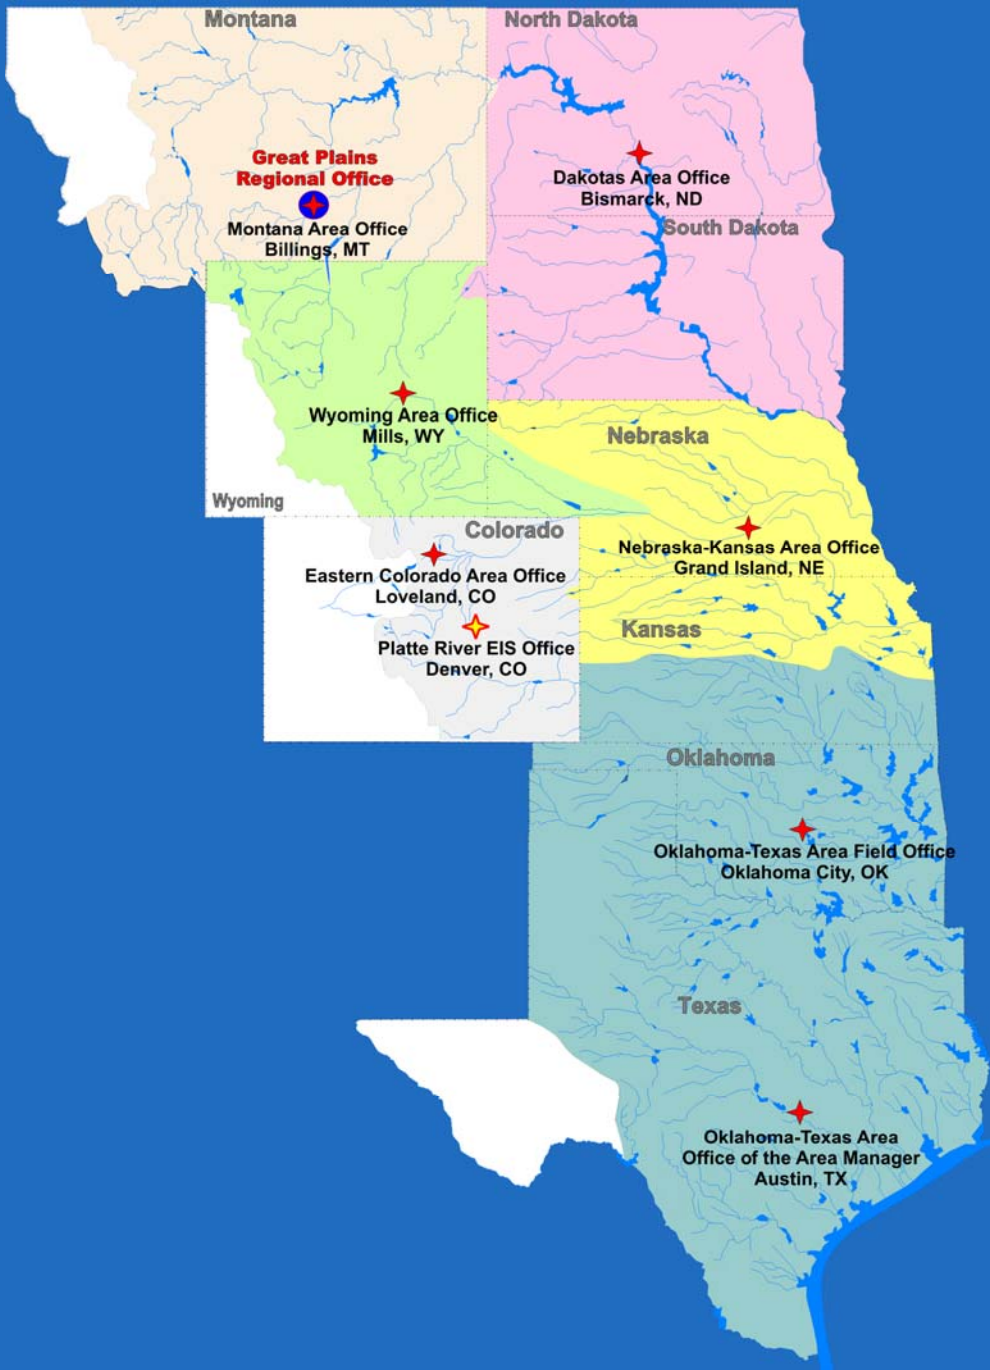 Montana
North Dakota
Great Plains
Regional Office
Montana Area Office
Billings, MT
Dakotas Area Office
Bismarck, ND
South Dakota
Wyoming Area Office
Mills, WY
Wyoming
Nebraska
Nebraska-Kansas Area Office
Grand Island, NE
Colorado
Eastern Colorado Area Office
Loveland, CO
Platte River EIS Office
Denver, CO
Kansas
Oklahoma
Oklahoma-Texas Area Field Office
Oklahoma City, OK
Texas
Oklahoma-Texas Area
Office of the Area Manager
Austin, TX